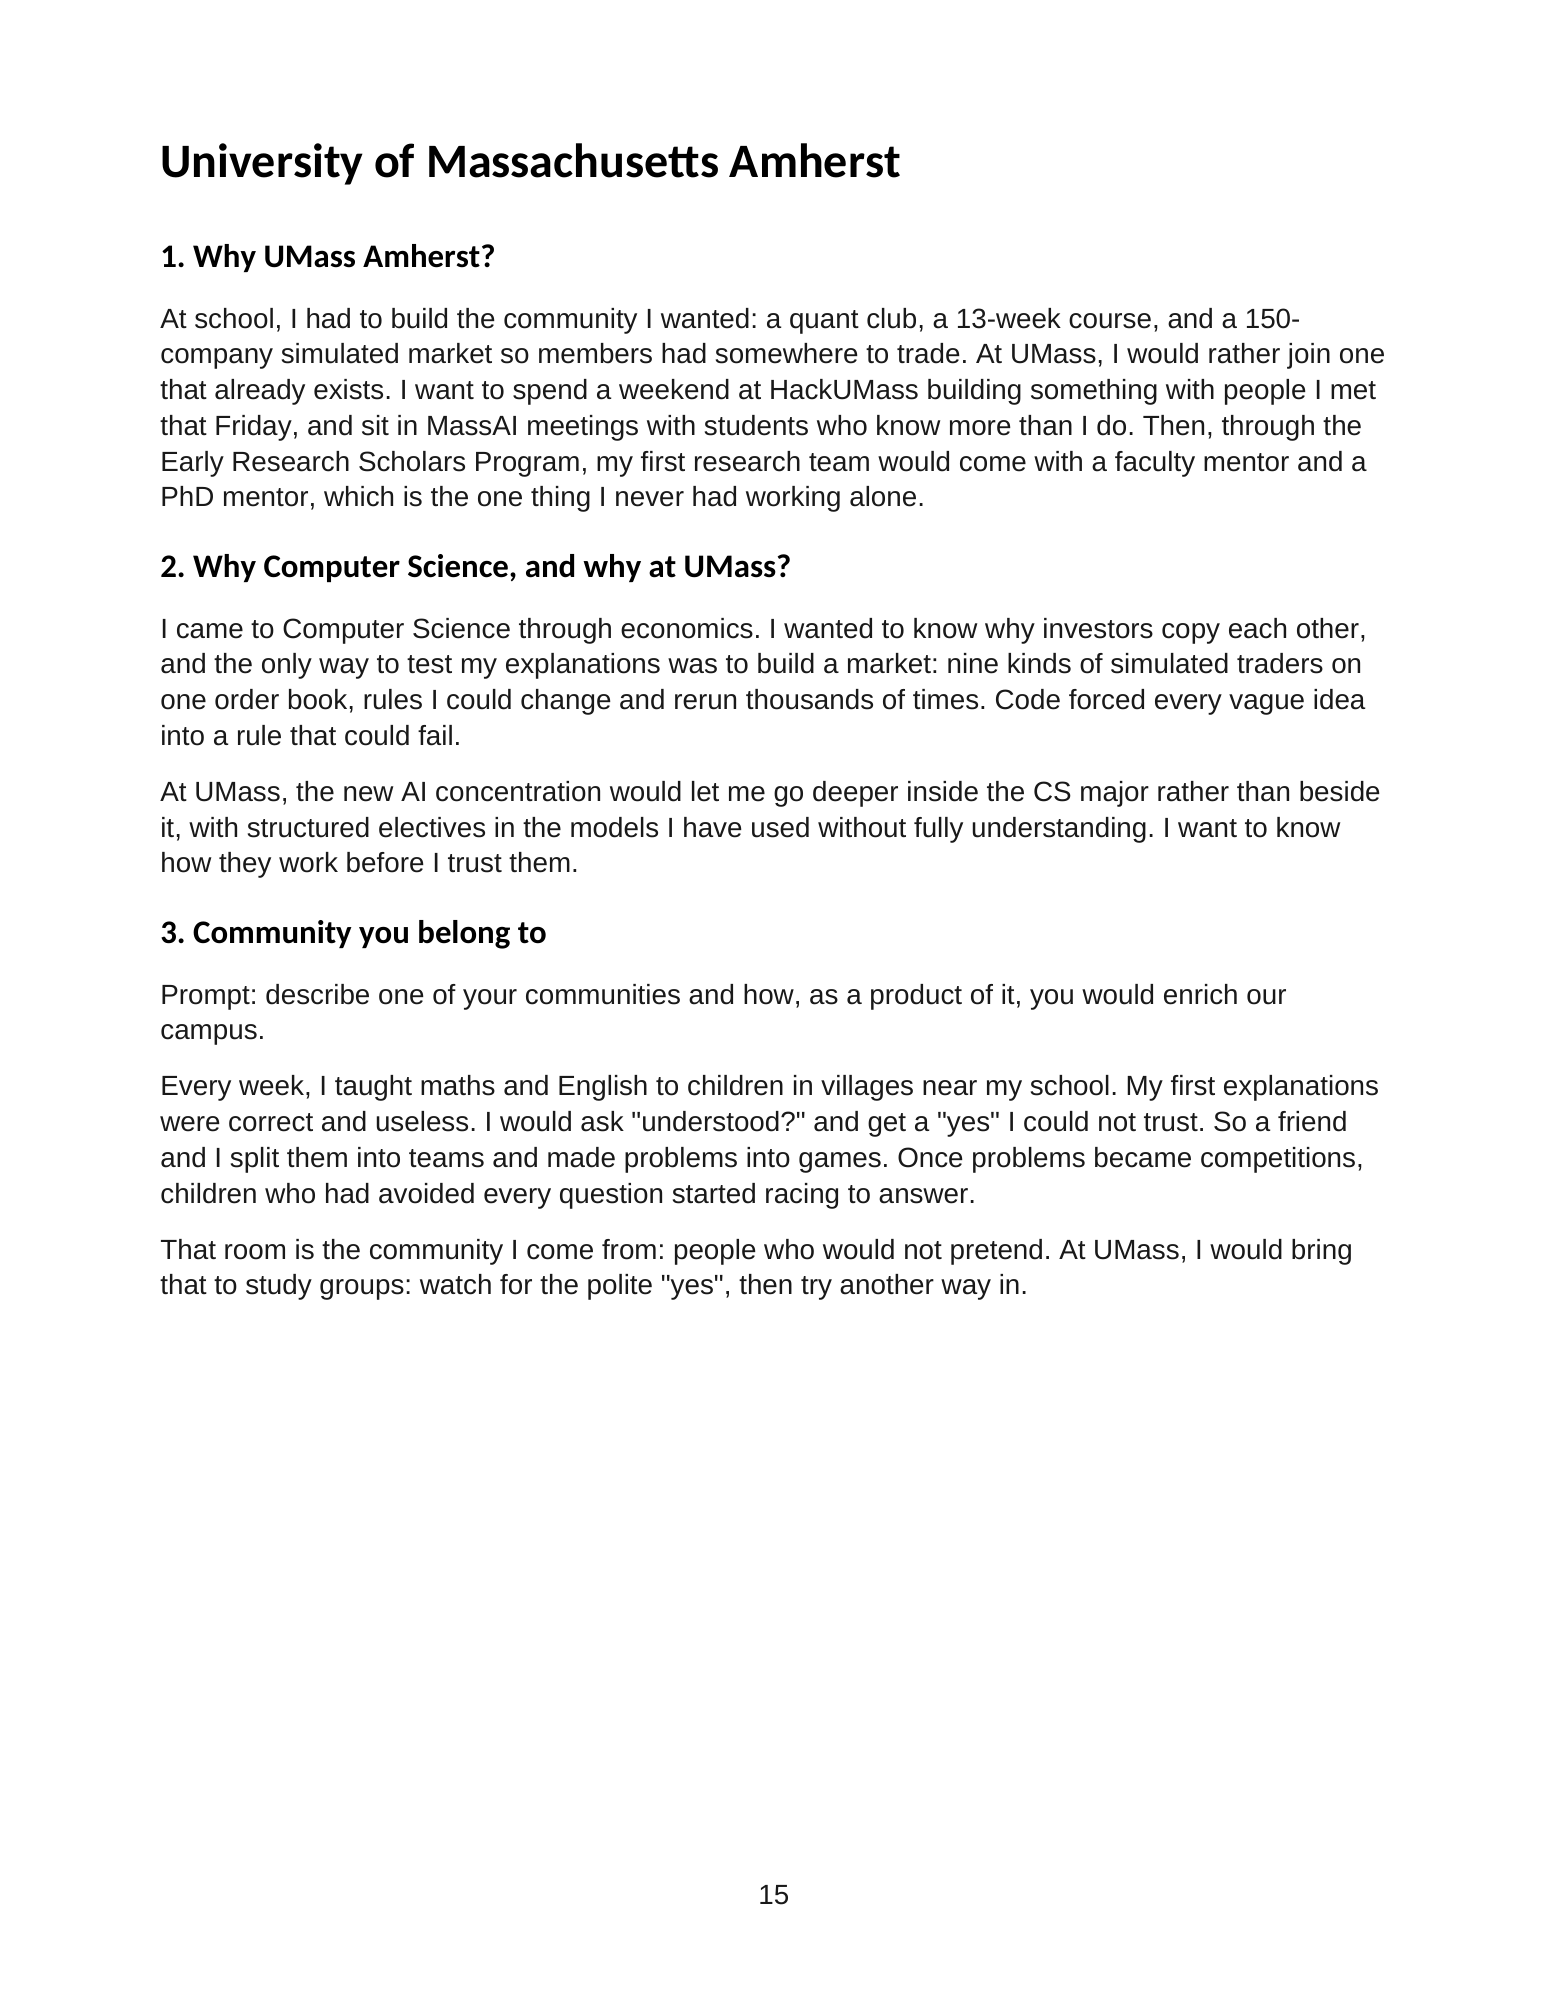 University of Massachusetts Amherst
1. Why UMass Amherst?
At school, I had to build the community I wanted: a quant club, a 13-week course, and a 150-
company simulated market so members had somewhere to trade. At UMass, I would rather join one
that already exists. I want to spend a weekend at HackUMass building something with people I met
that Friday, and sit in MassAI meetings with students who know more than I do. Then, through the
Early Research Scholars Program, my first research team would come with a faculty mentor and a
PhD mentor, which is the one thing I never had working alone.
2. Why Computer Science, and why at UMass?
I came to Computer Science through economics. I wanted to know why investors copy each other,
and the only way to test my explanations was to build a market: nine kinds of simulated traders on
one order book, rules I could change and rerun thousands of times. Code forced every vague idea
into a rule that could fail.
At UMass, the new AI concentration would let me go deeper inside the CS major rather than beside
it, with structured electives in the models I have used without fully understanding. I want to know
how they work before I trust them.
3. Community you belong to
Prompt: describe one of your communities and how, as a product of it, you would enrich our
campus.
Every week, I taught maths and English to children in villages near my school. My first explanations
were correct and useless. I would ask "understood?" and get a "yes" I could not trust. So a friend
and I split them into teams and made problems into games. Once problems became competitions,
children who had avoided every question started racing to answer.
That room is the community I come from: people who would not pretend. At UMass, I would bring
that to study groups: watch for the polite "yes", then try another way in.
15